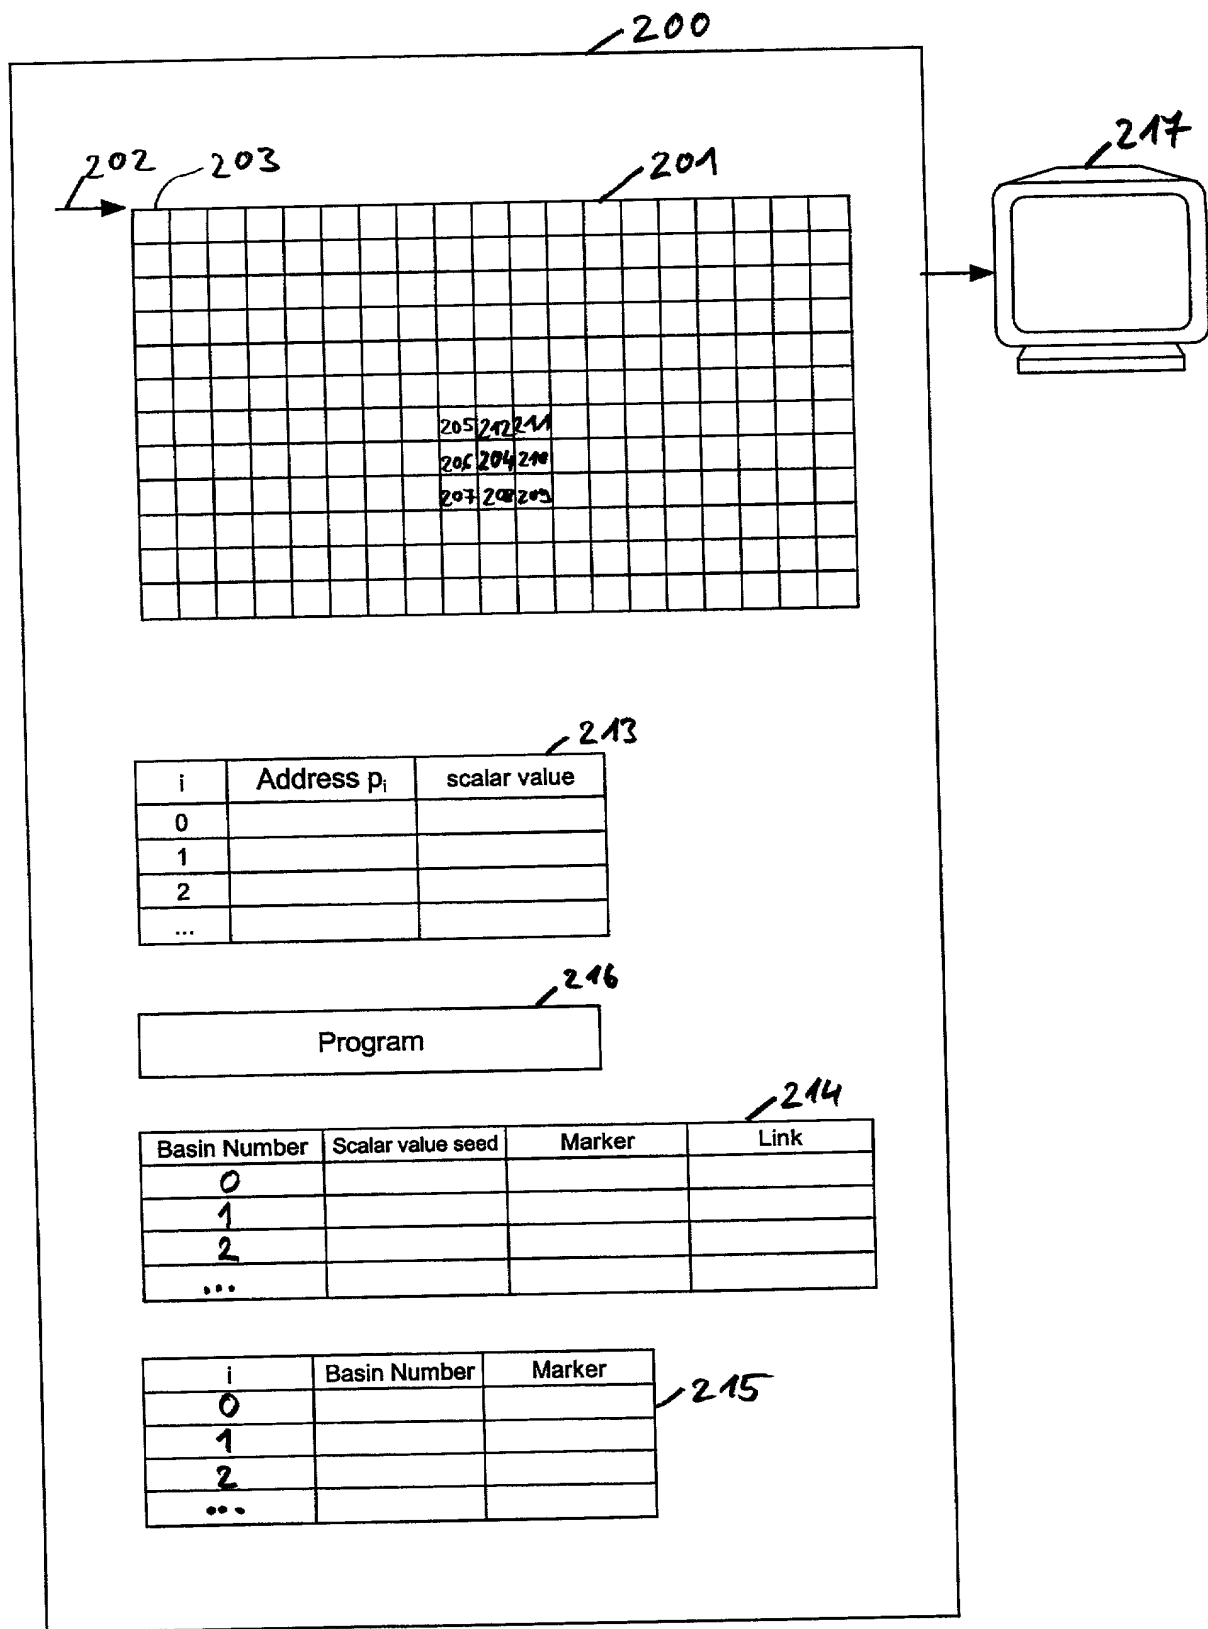 200
217
202 203 201
205 212 211
206 204 210
207 208 209
213
i Address pi scalar value
0
1
2
...
216
Program
214
Basin Number Scalar value seed Marker Link
0
1
2
...
i Basin Number Marker
215
0
1
2
...